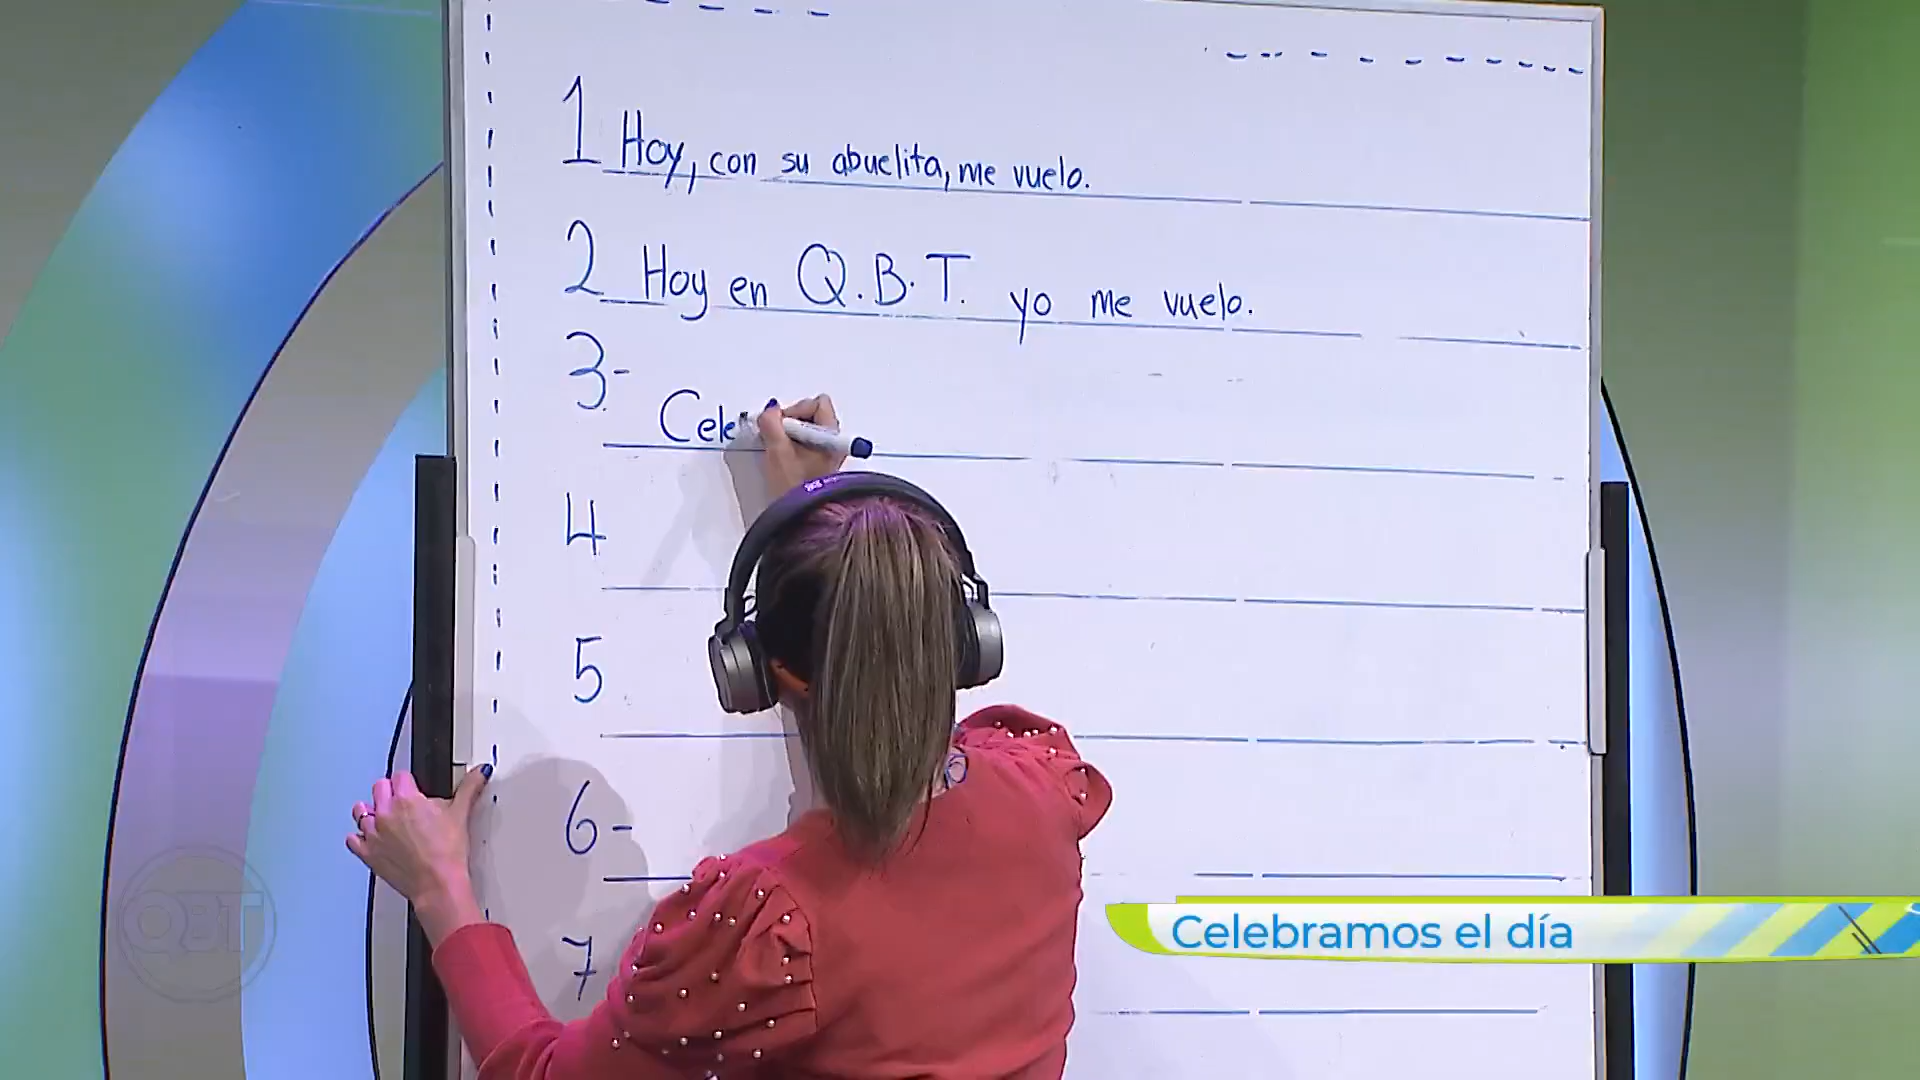 1 Hoy, con su abuelita, me vuelo.
2 Hoy en Q.B.T. yo me vuelo.
3-
Cele
4
5
6-
7
Celebramos el día
QBT